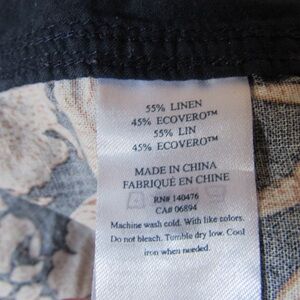 55% LINEN
45% ECOVERO™
55% LIN
45% ECOVERO™
MADE IN CHINA
FABRIQUÉ EN CHINE
RN# 140476
CA# 06894
Machine wash cold. With like colors.
Do not bleach. Tumble dry low. Cool
iron when needed.